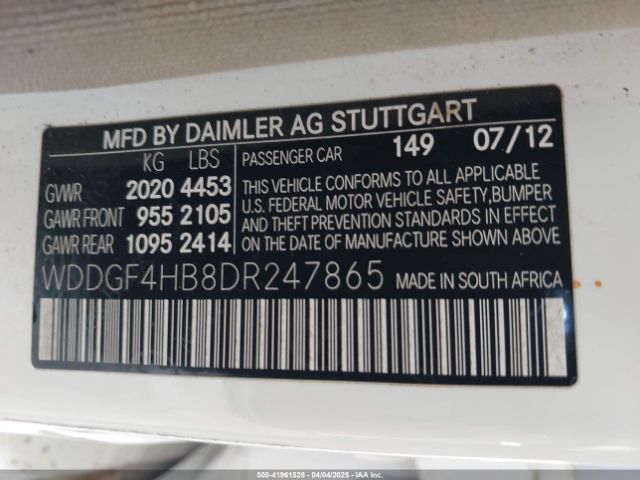 MFD BY DAIMLER AG STUTTGART
KG LBS
GVWR 2020 4453
GAWR FRONT 955 2105
GAWR REAR 1095 2414
PASSENGER CAR 149 07/12
THIS VEHICLE CONFORMS TO ALL APPLICABLE
U.S. FEDERAL MOTOR VEHICLE SAFETY, BUMPER
AND THEFT PREVENTION STANDARDS IN EFFECT
ON THE DATE OF MANUFACTURE SHOWN ABOVE
WDDGF4HB8DR247865 MADE IN SOUTH AFRICA
000-41961528 - 04/04/2025 - IAAI.CA